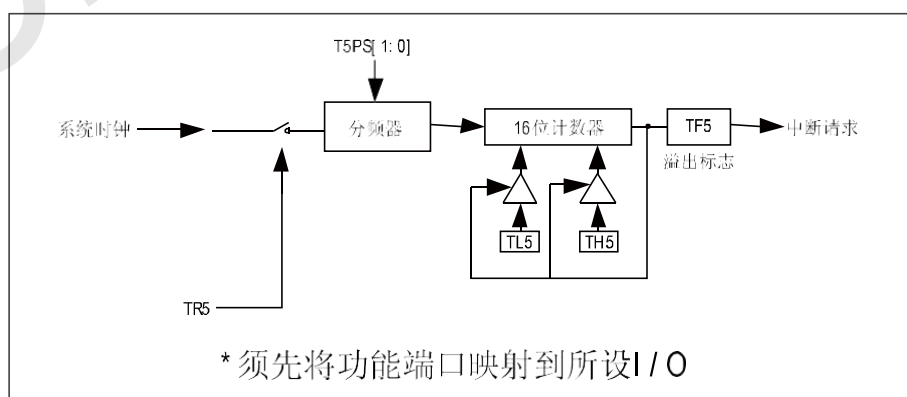 T5PS[1:0]
系统时钟
分频器
16位计数器
TF5
中断请求
溢出标志
TL5
TH5
TR5
*须先将功能端口映射到所设I/O